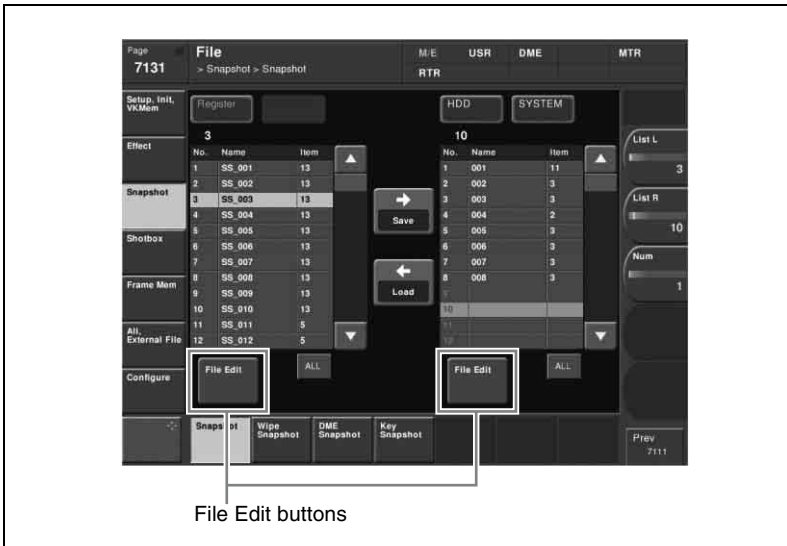 Page
7131
File
> Snapshot > Snapshot
M/E USR DME MTR
RTR
Setup, Init,
VKMem
Effect
Snapshot
Shotbox
Frame Mem
All,
External File
Configure
Register
3
No. Name Item
1 SS_001 13
2 SS_002 13
3 SS_003 13
4 SS_004 13
5 SS_005 13
6 SS_006 13
7 SS_007 13
8 SS_008 13
9 SS_009 13
10 SS_010 13
11 SS_011 5
12 SS_012 5
File Edit
ALL
Save
Load
HDD SYSTEM
10
No. Name Item
1 001 11
2 002 3
3 003 3
4 004 2
5 005 3
6 006 3
7 007 3
8 008 3
9
10
11
12
File Edit
ALL
List L
3
List R
10
Num
1
Snapshot
Wipe
Snapshot
DME
Snapshot
Key
Snapshot
Prev
7111
File Edit buttons